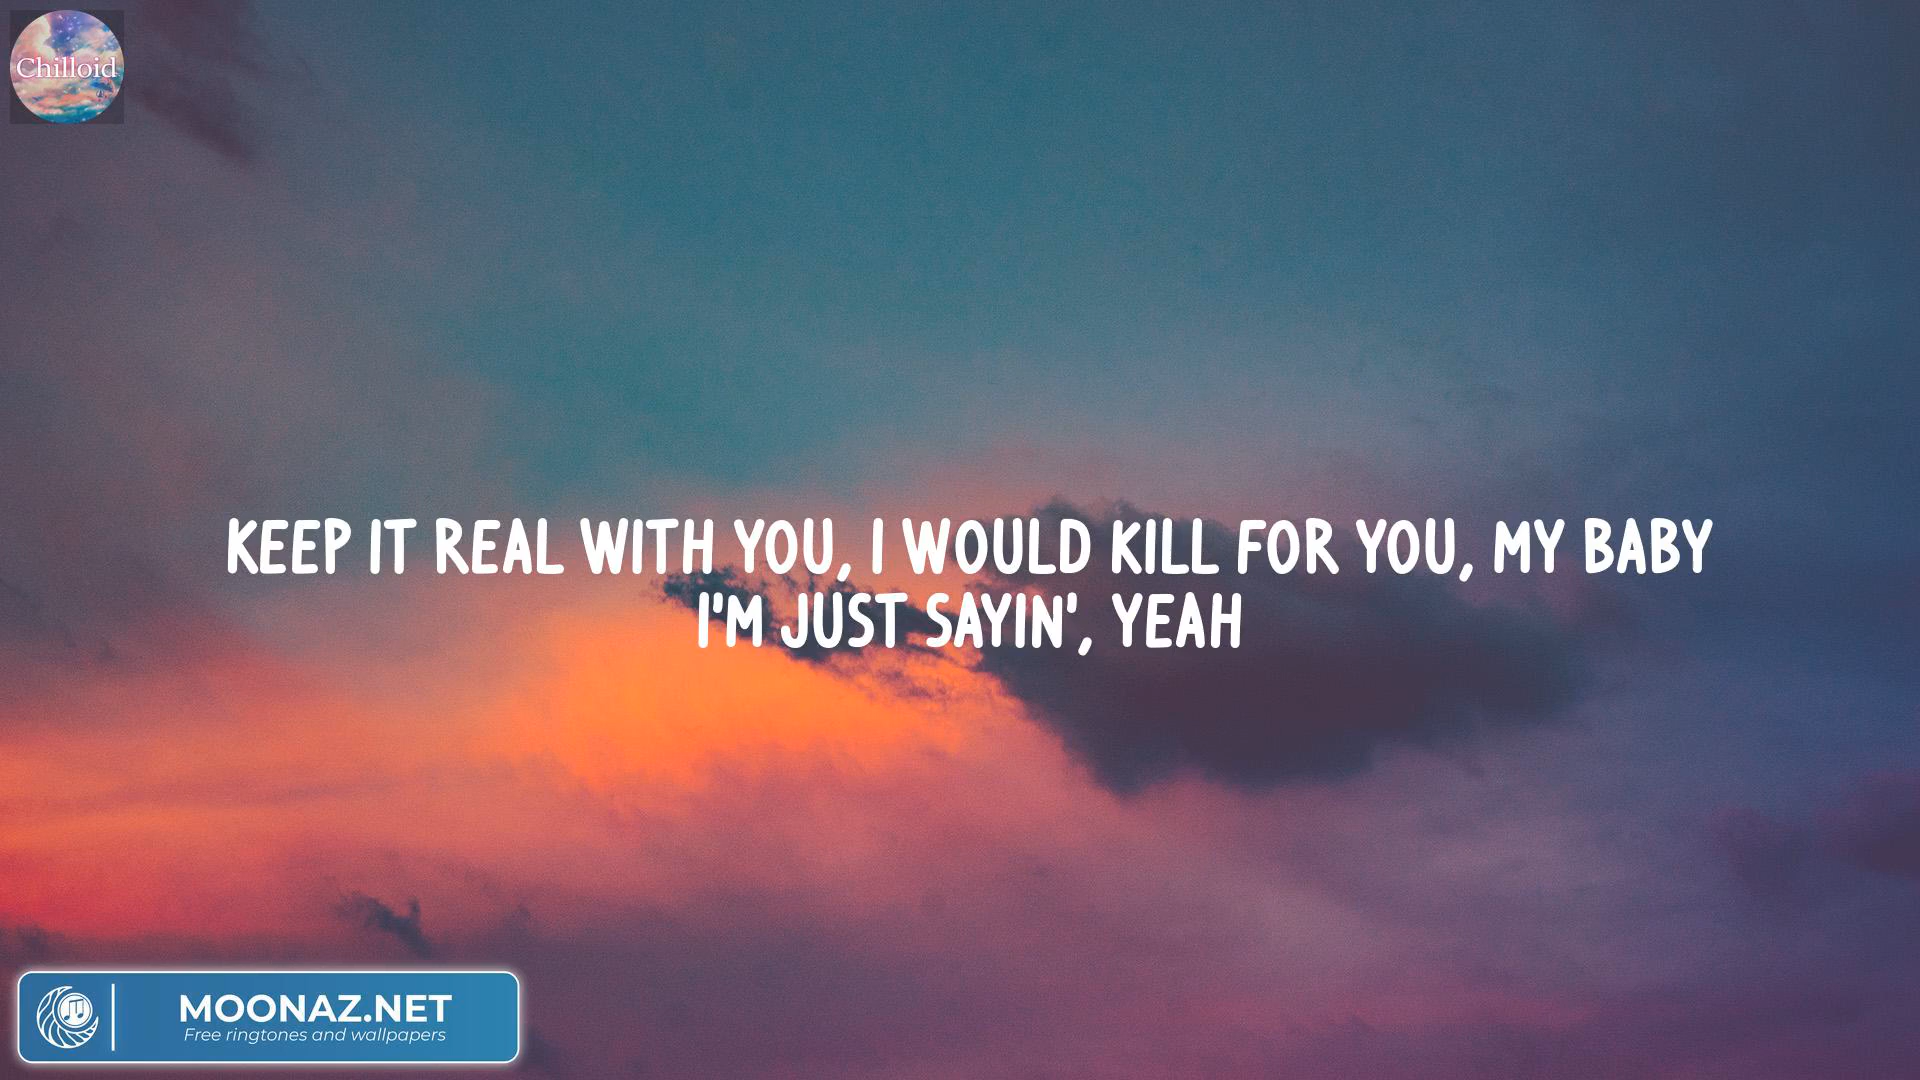 Chilloid
KEEP IT REAL WITH YOU, I WOULD KILL FOR YOU, MY BABY
I'M JUST SAYIN', YEAH
MOONAZ.NET
Free ringtones and wallpapers